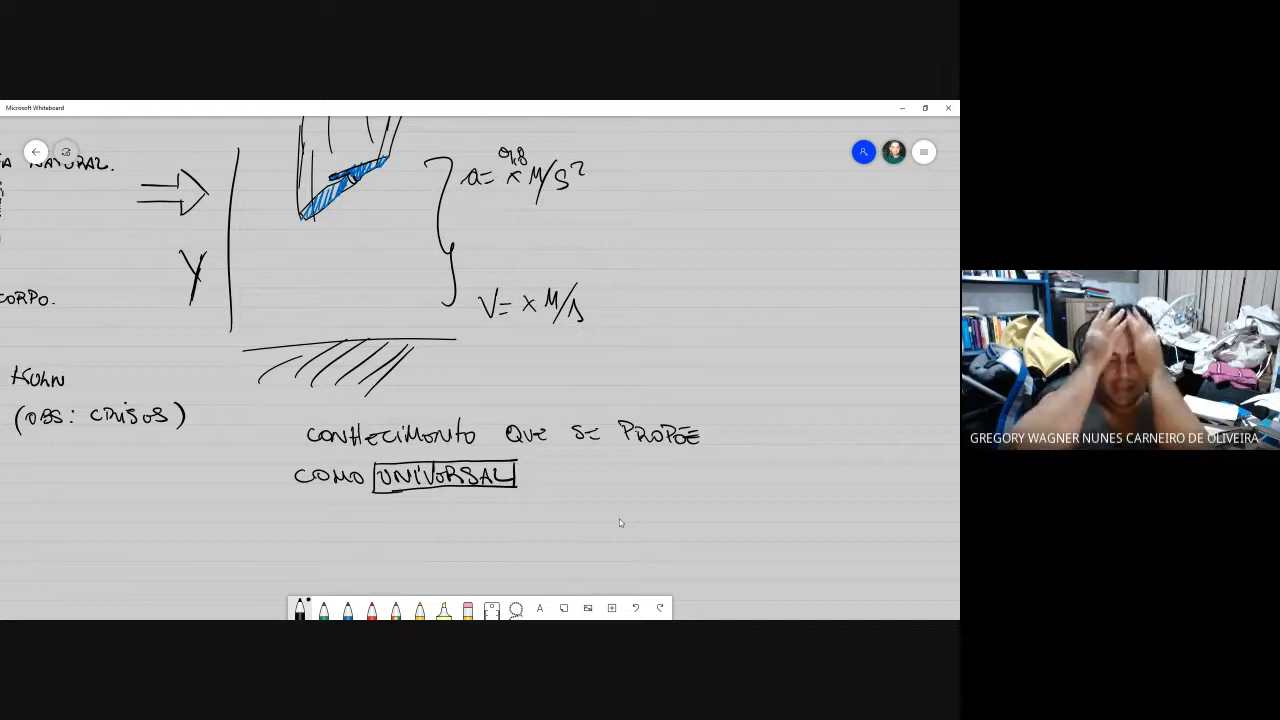 Microsoft Whiteboard
NATURAL.
a= x M/S²
9,8
Y
CORPO.
V= x M/s
KUHN
(OBS: CRISES)
CONHECIMENTO QUE SE PROPÕE
COMO UNIVERSAL
GREGORY WAGNER NUNES CARNEIRO DE OLIVEIRA